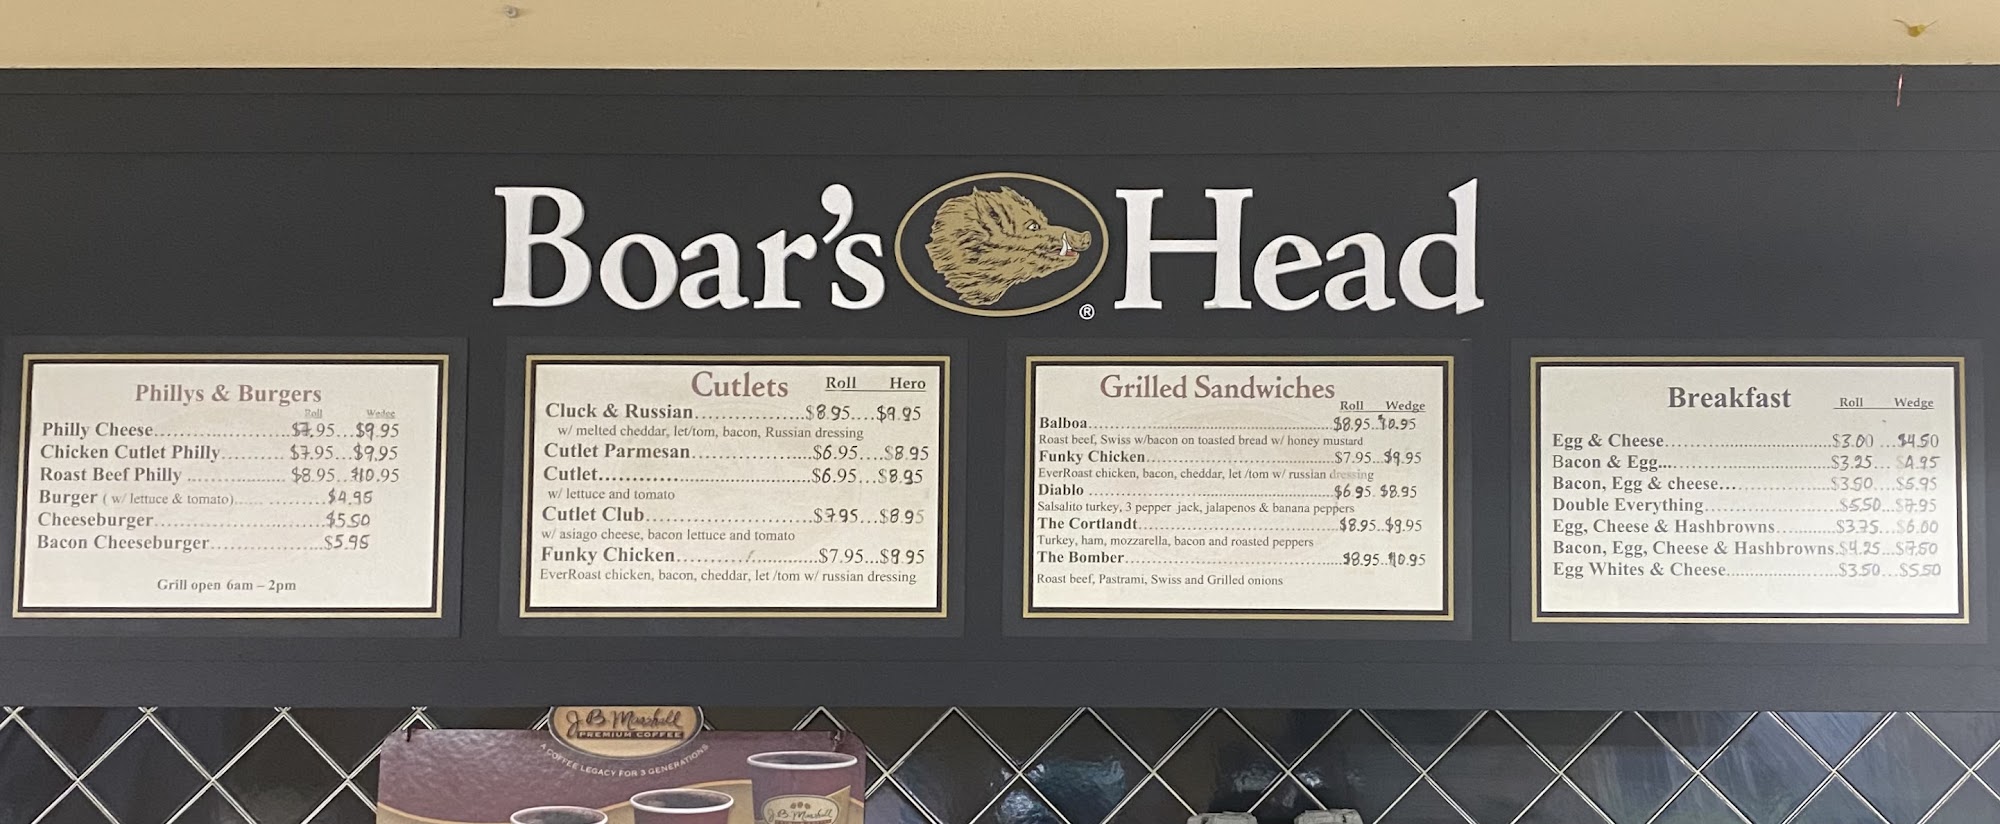 Boar's Head
®
Phillys & Burgers
Roll Wedge
Philly Cheese......................$7.95...$9.95
Chicken Cutlet Philly...........$7.95...$9.95
Roast Beef Philly ..................$8.95...$10.95
Burger ( w/ lettuce & tomato)...............$4.95
Cheeseburger............................$5.50
Bacon Cheeseburger..................$5.95
Grill open 6am – 2pm
Cutlets Roll Hero
Cluck & Russian................$8.95....$9.95
w/ melted cheddar, let/tom, bacon, Russian dressing
Cutlet Parmesan.................$6.95....$8.95
Cutlet...............................$6.95...$8.95
w/ lettuce and tomato
Cutlet Club........................$7.95...$8.95
w/ asiago cheese, bacon lettuce and tomato
Funky Chicken....................$7.95...$8.95
EverRoast chicken, bacon, cheddar, let /tom w/ russian dressing
Grilled Sandwiches
Roll Wedge
Balboa........................................$8.95..$10.95
Roast beef, Swiss w/bacon on toasted bread w/ honey mustard
Funky Chicken..............................$7.95...$9.95
EverRoast chicken, bacon, cheddar, let /tom w/ russian dressing
Diablo ........................................$6.95..$8.95
Salsalito turkey, 3 pepper jack, jalapenos & banana peppers
The Cortlandt................................$8.95..$9.95
Turkey, ham, mozzarella, bacon and roasted peppers
The Bomber..................................$8.95..$10.95
Roast beef, Pastrami, Swiss and Grilled onions
Breakfast Roll Wedge
Egg & Cheese..........................$3.00 ...$4.50
Bacon & Egg...........................$3.25....$4.95
Bacon, Egg & cheese................$3.50....$5.95
Double Everything....................$5.50...$7.95
Egg, Cheese & Hashbrowns..........$3.75...$6.00
Bacon, Egg, Cheese & Hashbrowns.$4.25...$7.50
Egg Whites & Cheese..................$3.50...$5.50
J.B. Marshall
PREMIUM COFFEE
A COFFEE LEGACY FOR 3 GENERATIONS
J.B. Marshall